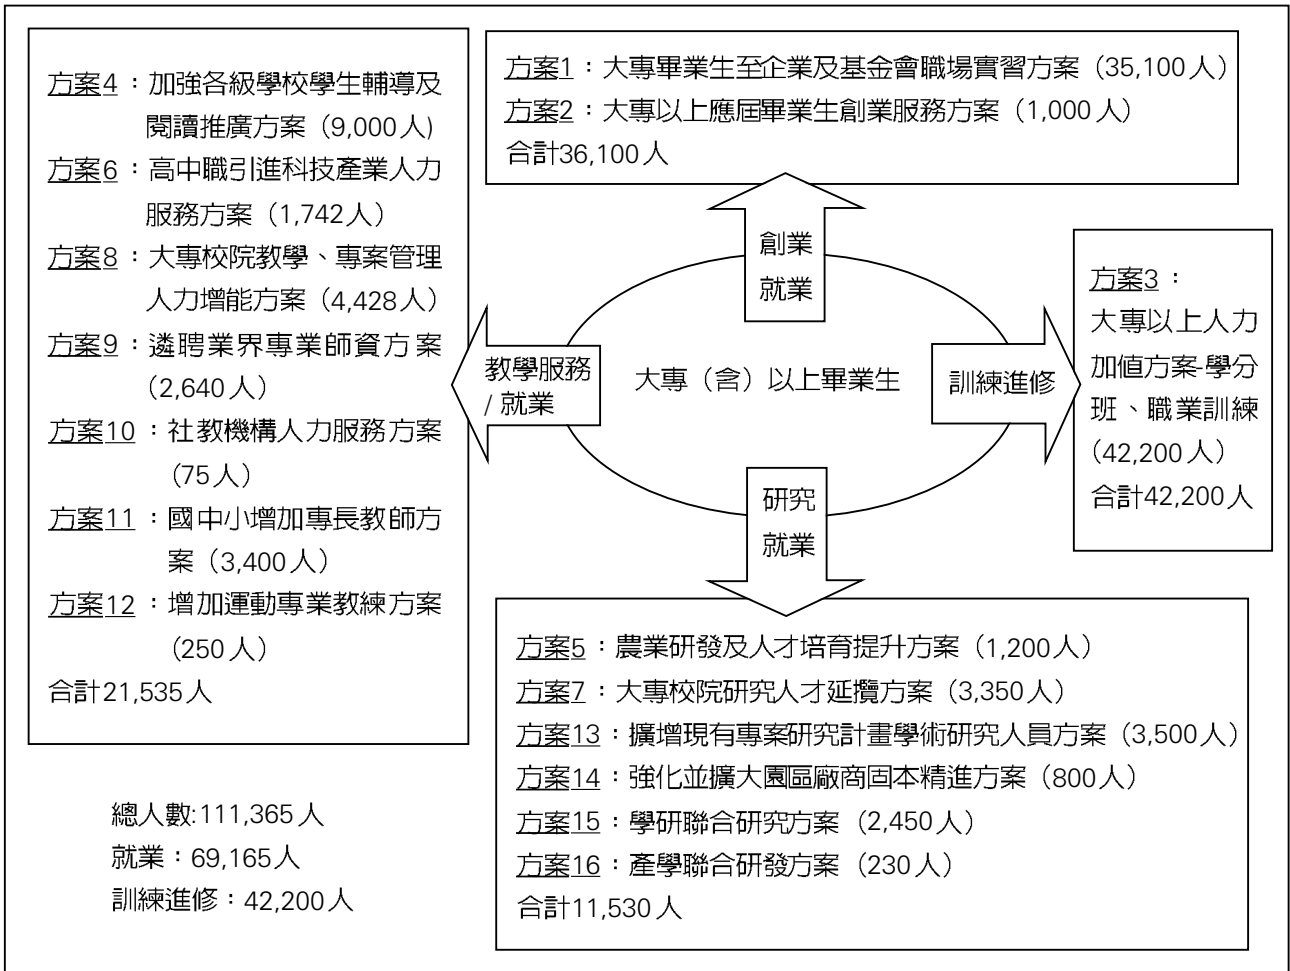 方案4：加強各級學校學生輔導及
閱讀推廣方案（9,000人)
方案6：高中職引進科技產業人力
服務方案（1,742人）
方案8：大專校院教學、專案管理
人力增能方案（4,428人）
方案9：遴聘業界專業師資方案
（2,640人）
方案10：社教機構人力服務方案
（75人）
方案11：國中小增加專長教師方
案（3,400人）
方案12：增加運動專業教練方案
（250人）
合計21,535人
方案1：大專畢業生至企業及基金會職場實習方案（35,100人）
方案2：大專以上應屆畢業生創業服務方案（1,000人）
合計36,100人
創業
就業
教學服務
/ 就業
大專（含）以上畢業生
訓練進修
研究
就業
方案3：
大專以上人力
加值方案-學分
班、職業訓練
（42,200人）
合計42,200人
方案5：農業研發及人才培育提升方案（1,200人）
方案7：大專校院研究人才延攬方案（3,350人）
方案13：擴增現有專案研究計畫學術研究人員方案（3,500人）
方案14：強化並擴大園區廠商固本精進方案（800人）
方案15：學研聯合研究方案（2,450人）
方案16：產學聯合研發方案（230人）
合計11,530人
總人數:111,365人
就業：69,165人
訓練進修：42,200人